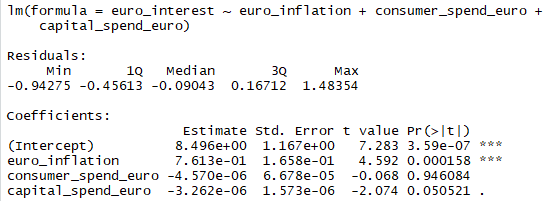 lm(formula = euro_interest ~ euro_inflation + consumer_spend_euro +
    capital_spend_euro)

Residuals:
     Min       1Q   Median       3Q      Max
-0.94275 -0.45613 -0.09043  0.16712  1.48354

Coefficients:
                      Estimate Std. Error t value Pr(>|t|)
(Intercept)          8.496e+00  1.167e+00   7.283 3.59e-07 ***
euro_inflation       7.613e-01  1.658e-01   4.592 0.000158 ***
consumer_spend_euro -4.570e-06  6.678e-05  -0.068 0.946084
capital_spend_euro  -3.262e-06  1.573e-06  -2.074 0.050521 .